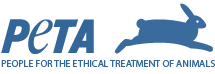 PETA
PEOPLE FOR THE ETHICAL TREATMENT OF ANIMALS